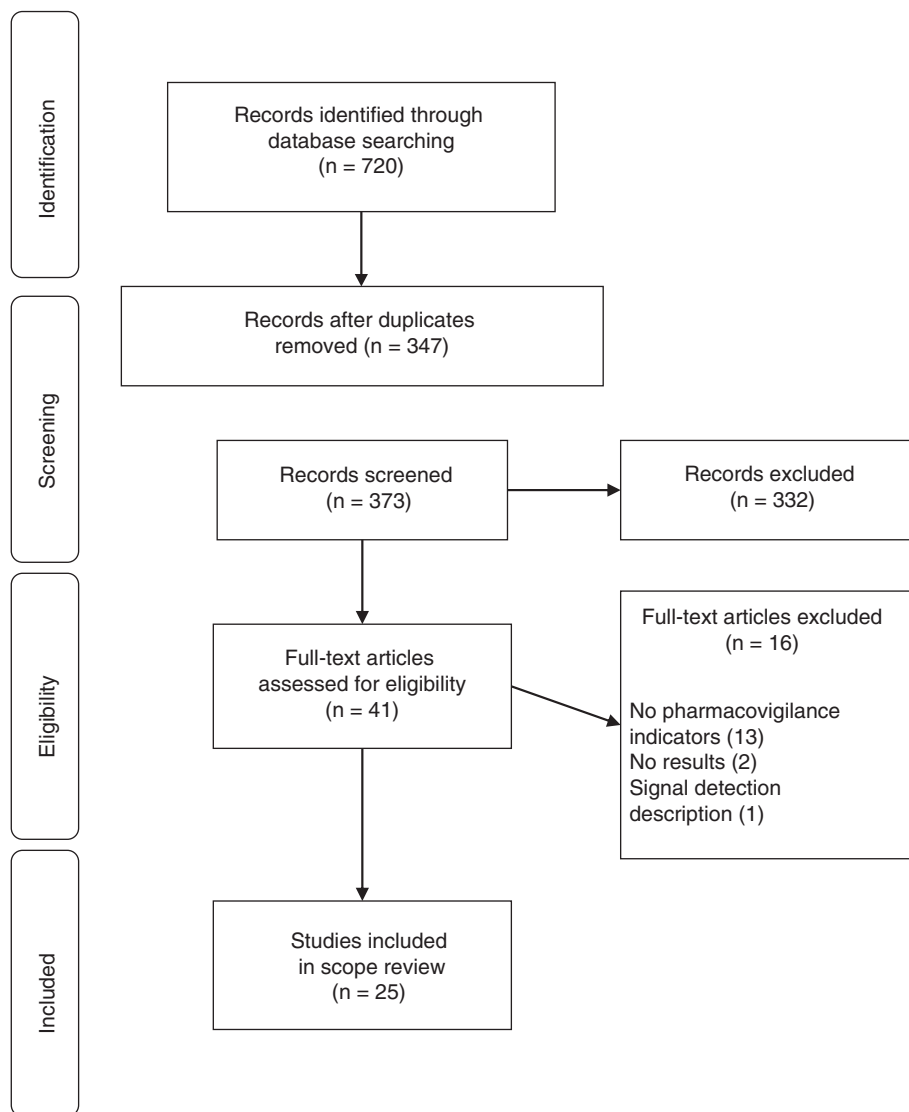 Identification
Records identified through
database searching
(n = 720)
Records after duplicates
removed (n = 347)
Screening
Records screened
(n = 373)
Records excluded
(n = 332)
Eligibility
Full-text articles
assessed for eligibility
(n = 41)
Full-text articles excluded
(n = 16)
No pharmacovigilance
indicators (13)
No results (2)
Signal detection
description (1)
Included
Studies included
in scope review
(n = 25)